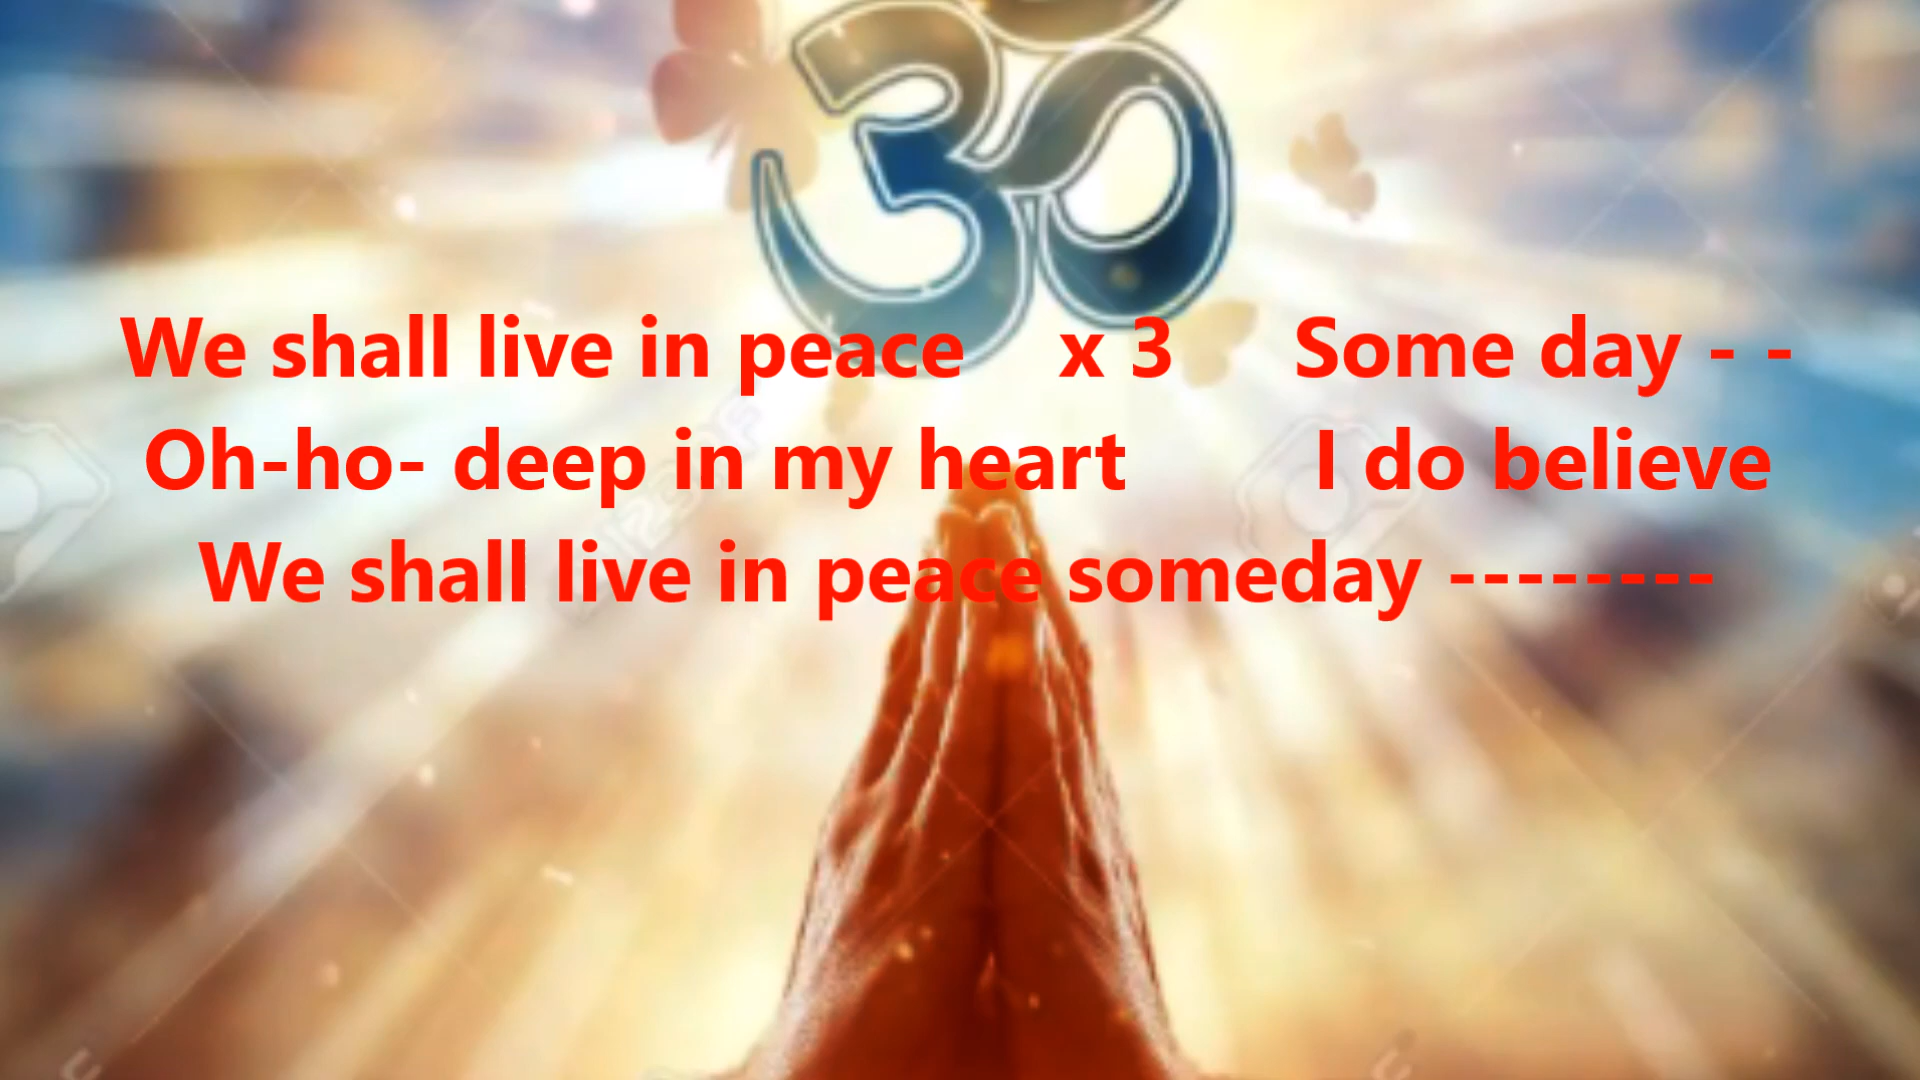 We shall live in peace    x 3      Some day - -
Oh-ho- deep in my heart         I do believe
We shall live in peace someday --------